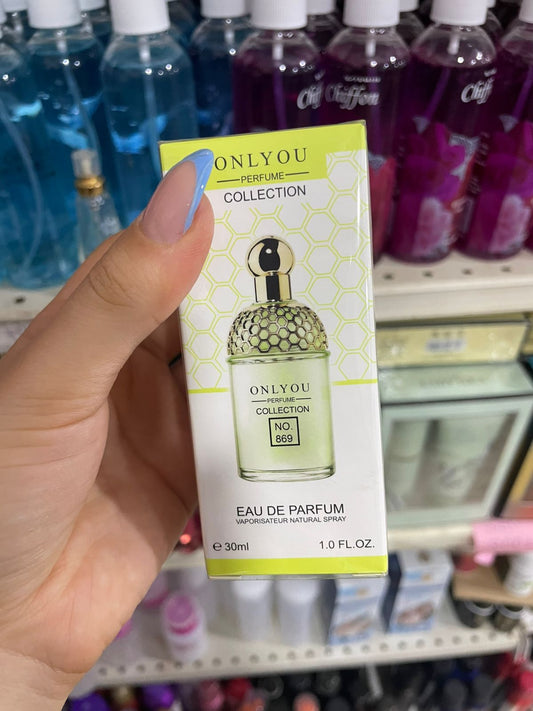 Chiffon
Chiffon
Chiffon
ONLYOU
PERFUME
COLLECTION
ONLYOU
PERFUME
COLLECTION
NO.
869
EAU DE PARFUM
VAPORISATEUR NATURAL SPRAY
e 30ml 1.0 FL.OZ.